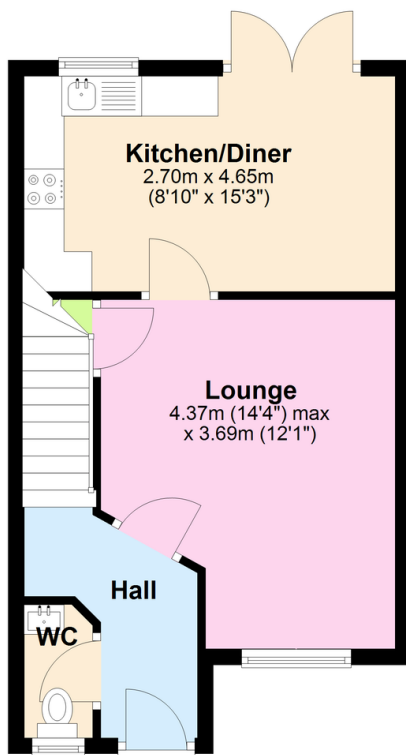 Kitchen/Diner
2.70m x 4.65m
(8'10" x 15'3")
Lounge
4.37m (14'4") max
x 3.69m (12'1")
Hall
WC